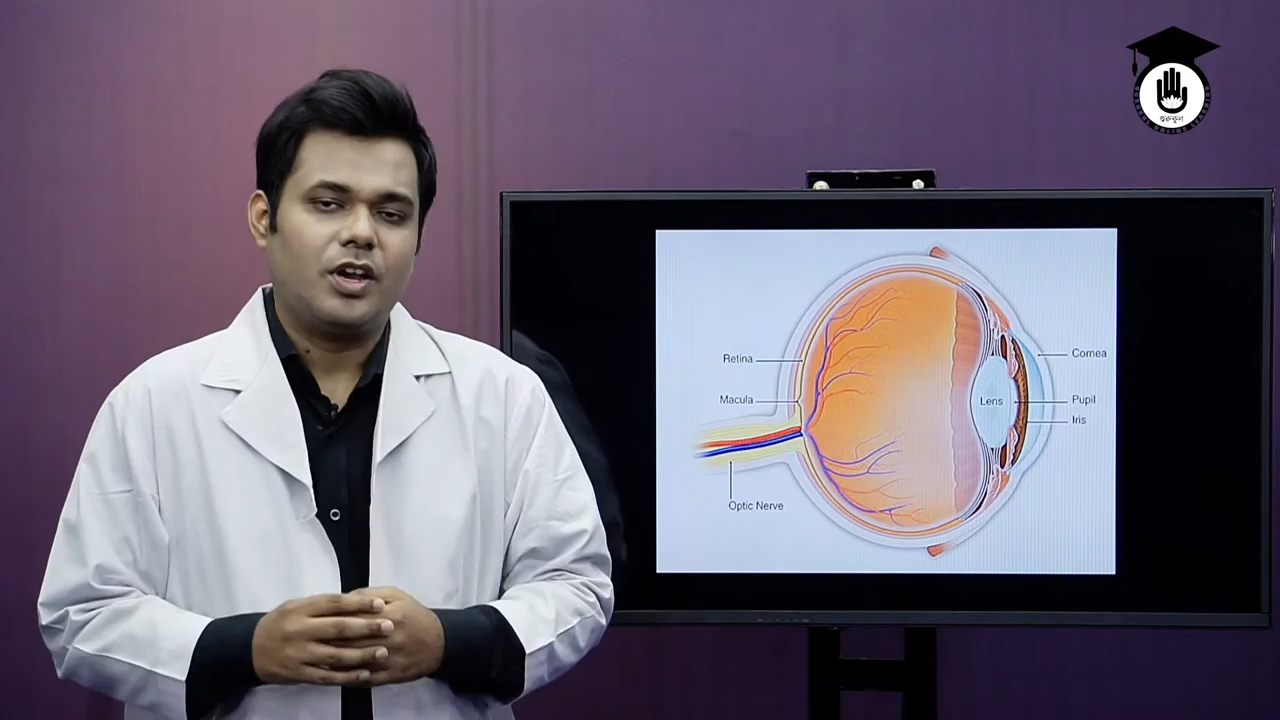 গুরুকুল
Retina
Cornea
Macula
Lens
Pupil
Iris
Optic Nerve